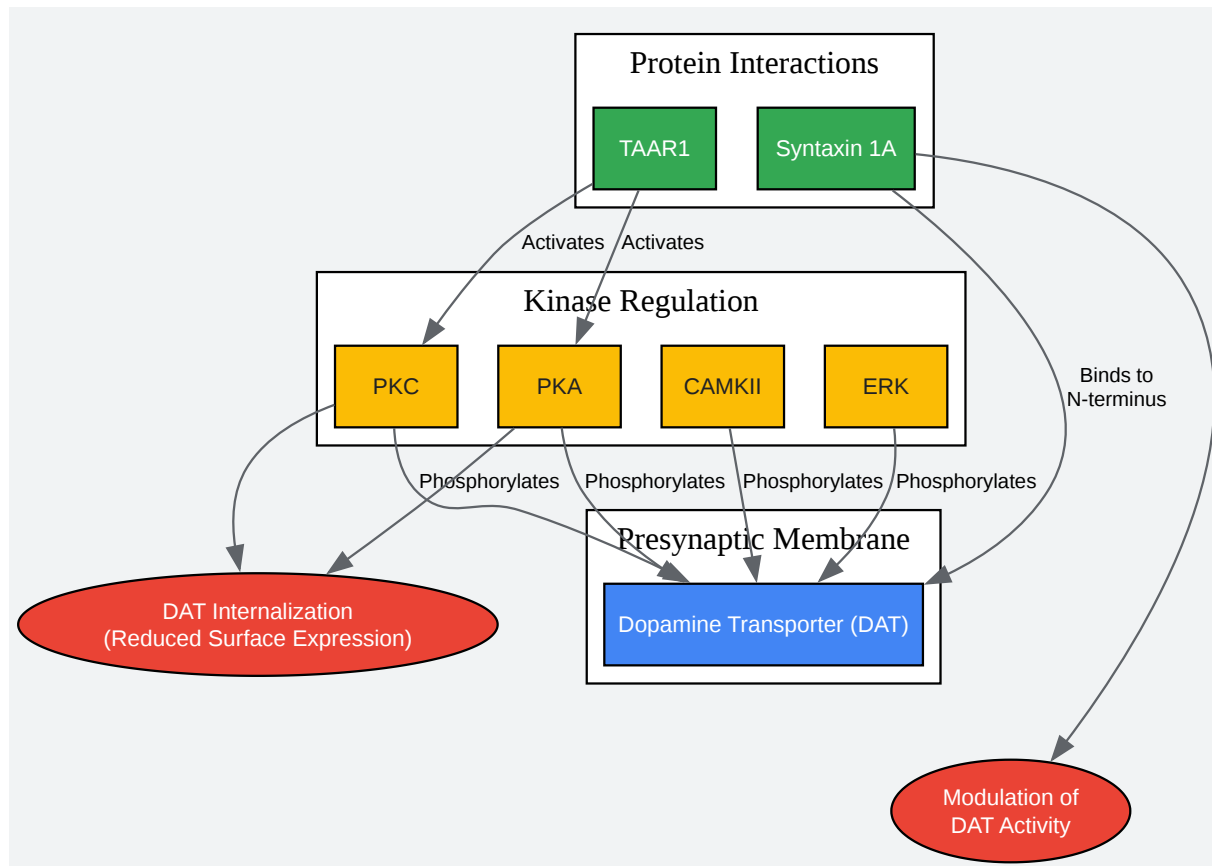 Protein Interactions
TAAR1
Syntaxin 1A
Activates
Activates
Kinase Regulation
PKC
PKA
CAMKII
ERK
Binds to
N-terminus
Phosphorylates
Phosphorylates
Phosphorylates
Phosphorylates
Presynaptic Membrane
DAT Internalization
(Reduced Surface Expression)
Dopamine Transporter (DAT)
Modulation of
DAT Activity